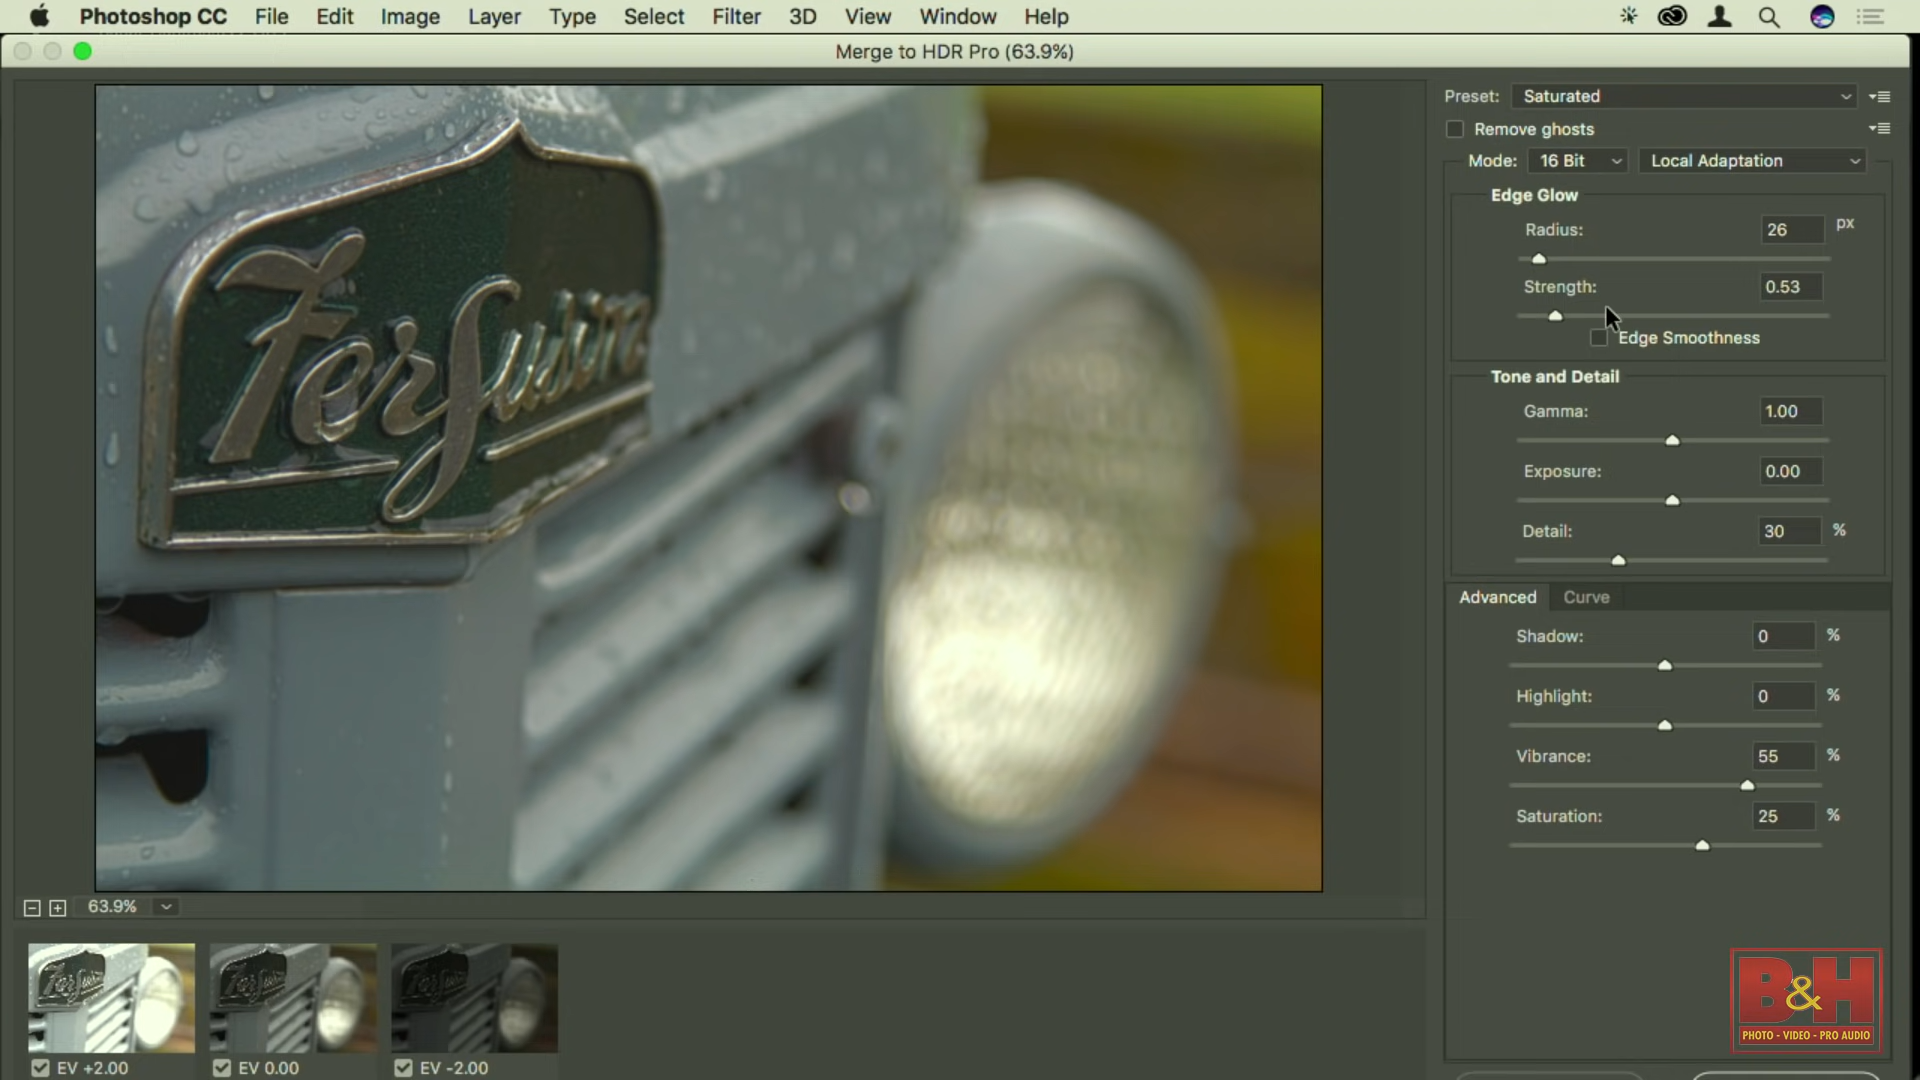 Photoshop CC File Edit Image Layer Type Select Filter 3D View Window Help
Merge to HDR Pro (63.9%)
Preset: Saturated
Remove ghosts
Mode: 16 Bit Local Adaptation
Edge Glow
Radius: 26 px
Strength: 0.53
Edge Smoothness
Tone and Detail
Gamma: 1.00
Exposure: 0.00
Detail: 30 %
Advanced Curve
Shadow: 0 %
Highlight: 0 %
Vibrance: 55 %
Saturation: 25 %
Ferguson
63.9%
EV +2.00 EV 0.00 EV -2.00
B&H
PHOTO - VIDEO - PRO AUDIO